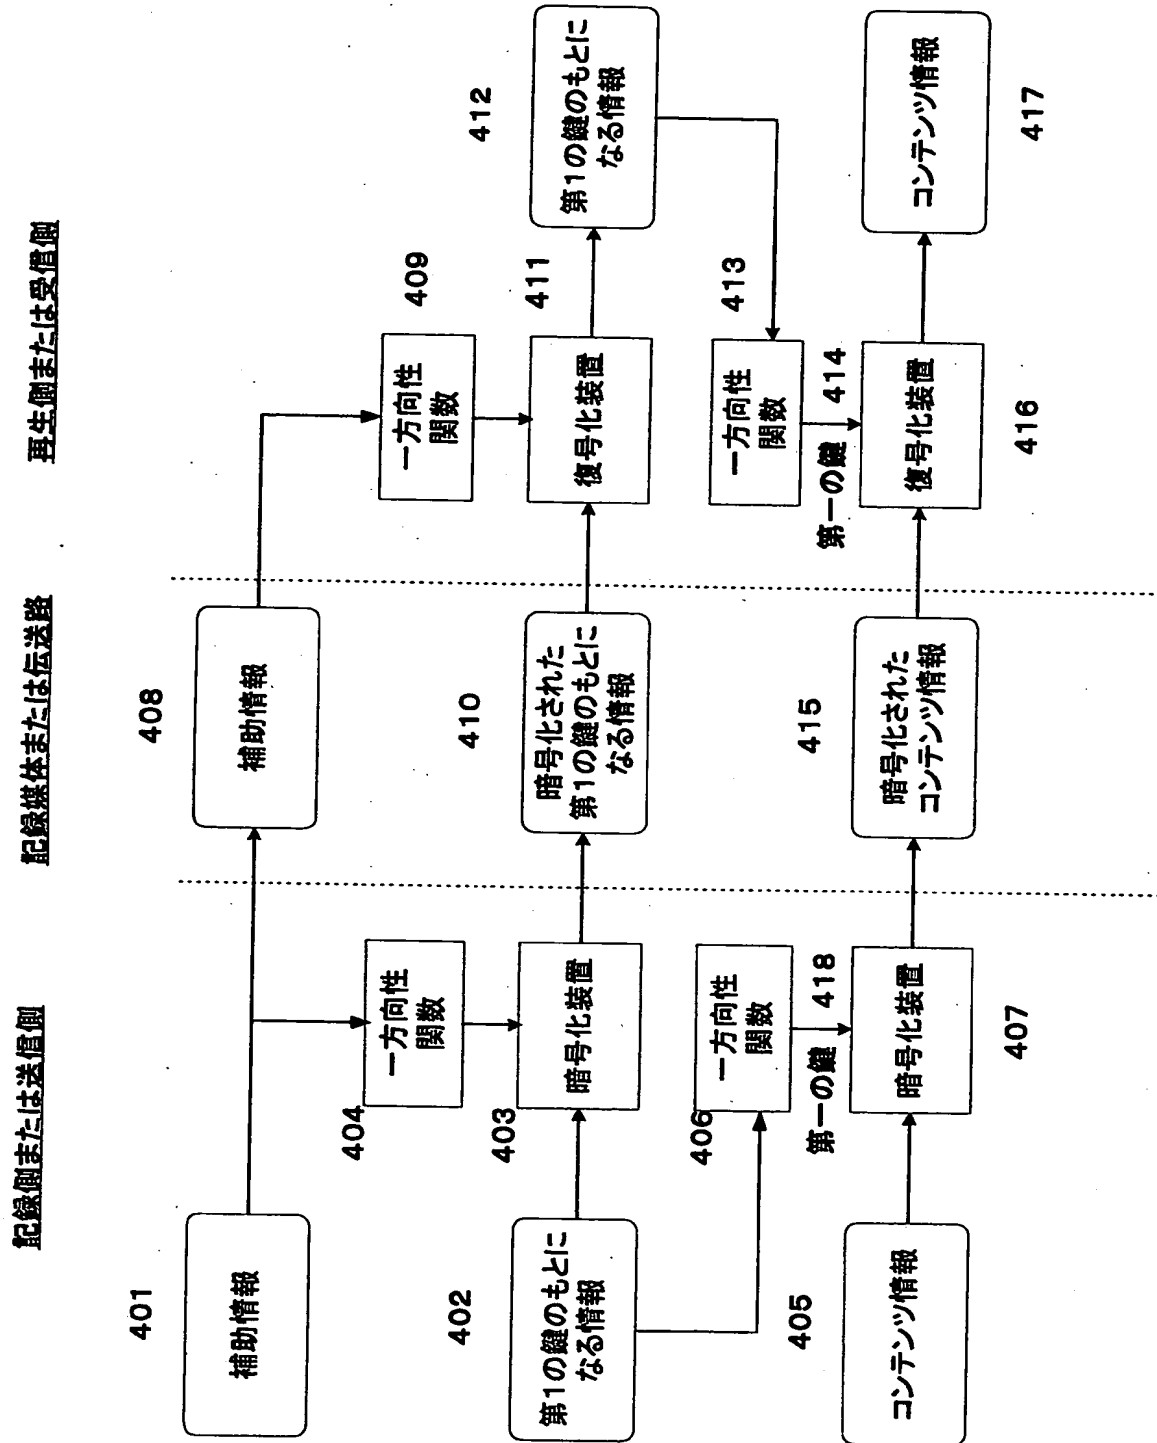 記録側または送信側
記録媒体または伝送路
再生側または受信側
401
補助情報
408
補助情報
404
一方向性
関数
409
一方向性
関数
402
第1の鍵のもとに
なる情報
403
暗号化装置
410
暗号化された
第1の鍵のもとに
なる情報
411
復号化装置
412
第1の鍵のもとに
なる情報
406
一方向性
関数
413
一方向性
関数
第一の鍵
418
第一の鍵
414
405
コンテンツ情報
407
暗号化装置
415
暗号化された
コンテンツ情報
416
復号化装置
417
コンテンツ情報